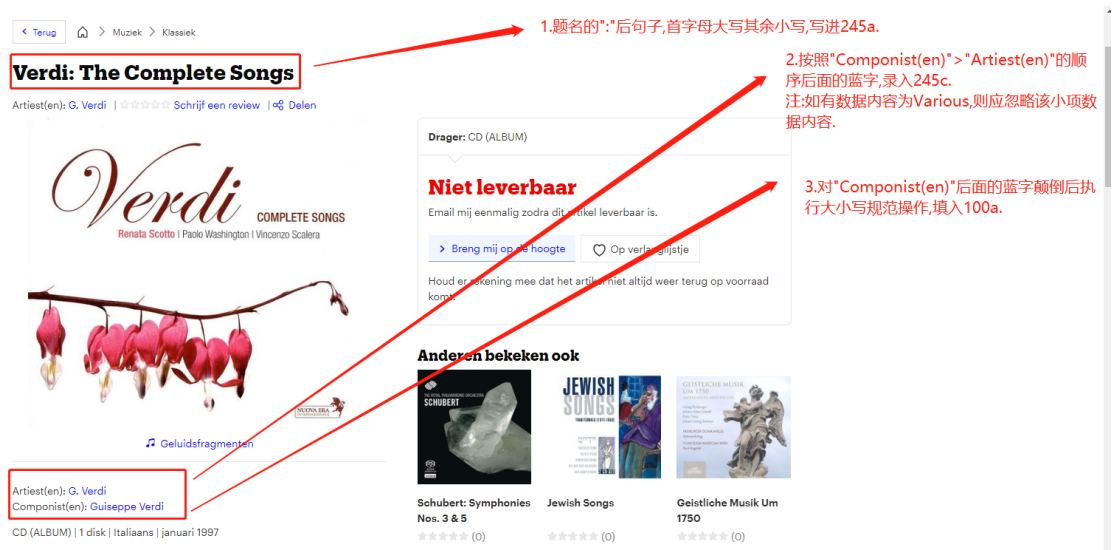 Terug > Muziek > Klassiek
1.题名的":"后句子,首字母大写其余小写,写进245a.
Verdi: The Complete Songs
Artiest(en): G. Verdi | Schrijf een review | Delen
2.按照"Componist(en)">"Artiest(en)"的顺
序后面的蓝字,录入245c.
注:如有数据内容为Various,则应忽略该小项数
据内容.
3.对"Componist(en)"后面的蓝字颠倒后执
行大小写规范操作,填入100a.
Verdi
COMPLETE SONGS
Renata Scotto | Paolo Washington | Vincenzo Scalera
NUOVA ERA
Geluidsfragmenten
Artiest(en): G. Verdi
Componist(en): Guiseppe Verdi
CD (ALBUM) | 1 disk | Italiaans | januari 1997
Drager: CD (ALBUM)
Niet leverbaar
Email mij eenmalig zodra dit artikel leverbaar is.
Breng mij op de hoogte
Op verlanglijstje
Houd er rekening mee dat het artikel niet altijd weer terug op voorraad
komt.
Anderen bekeken ook
SCHUBERT
JEWISH
SONGS
GEISTLICHE MUSIK
UM 1750
Schubert: Symphonies
Nos. 3 & 5
(0)
Jewish Songs
(0)
Geistliche Musik Um
1750
(0)